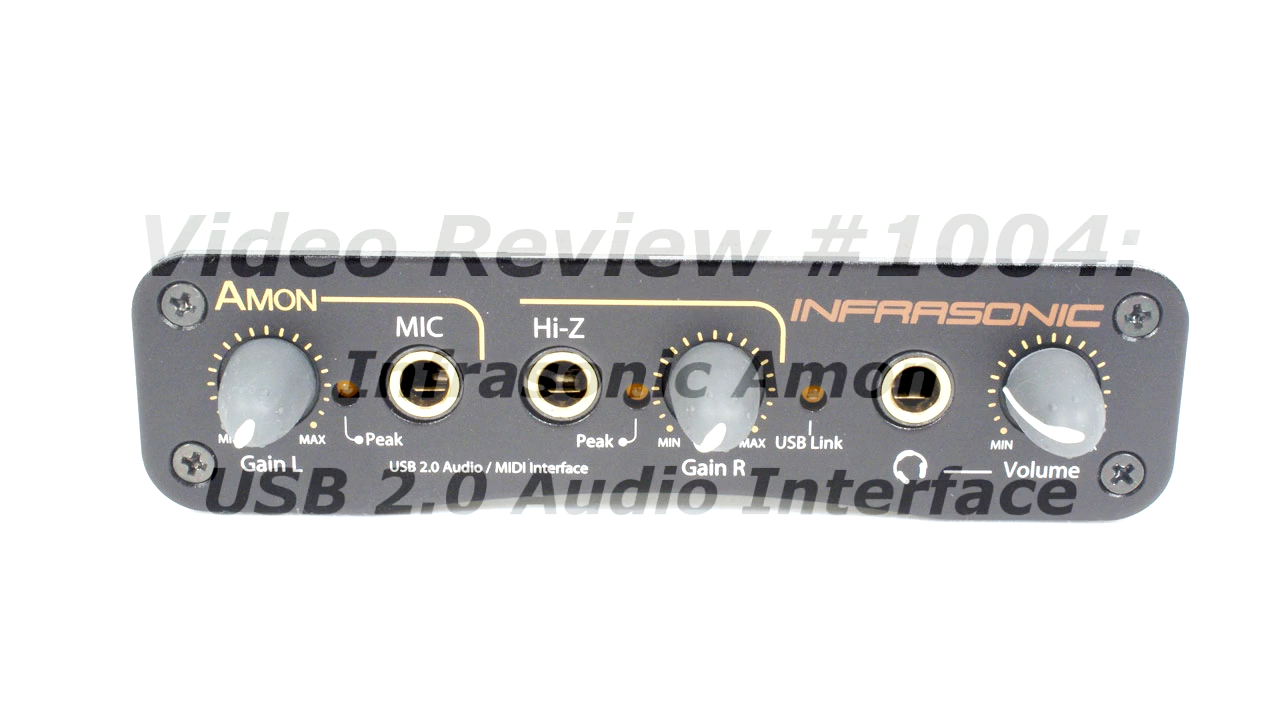 Video Review #1004:
AMON
INFRASONIC
MIC
Hi-Z
Infrasonic Amon
MIN
MAX
Peak
Peak
MIN
MAX
USB Link
MIN
Gain L
USB 2.0 Audio / MIDI Interface
Gain R
Volume
USB 2.0 Audio Interface